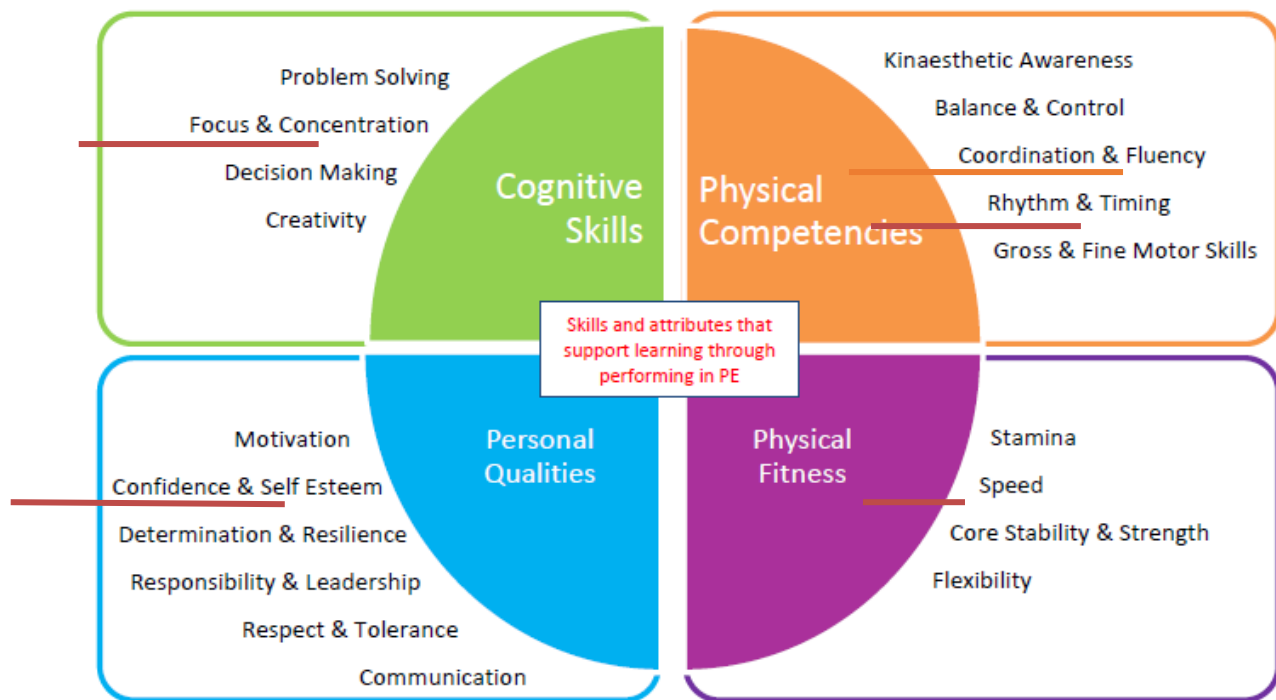 Problem Solving
Focus & Concentration
Decision Making
Creativity
Cognitive
Skills
Physical
Competencies
Kinaesthetic Awareness
Balance & Control
Coordination & Fluency
Rhythm & Timing
Gross & Fine Motor Skills
Skills and attributes that
support learning through
performing in PE
Motivation
Confidence & Self Esteem
Determination & Resilience
Responsibility & Leadership
Respect & Tolerance
Communication
Personal
Qualities
Physical
Fitness
Stamina
Speed
Core Stability & Strength
Flexibility